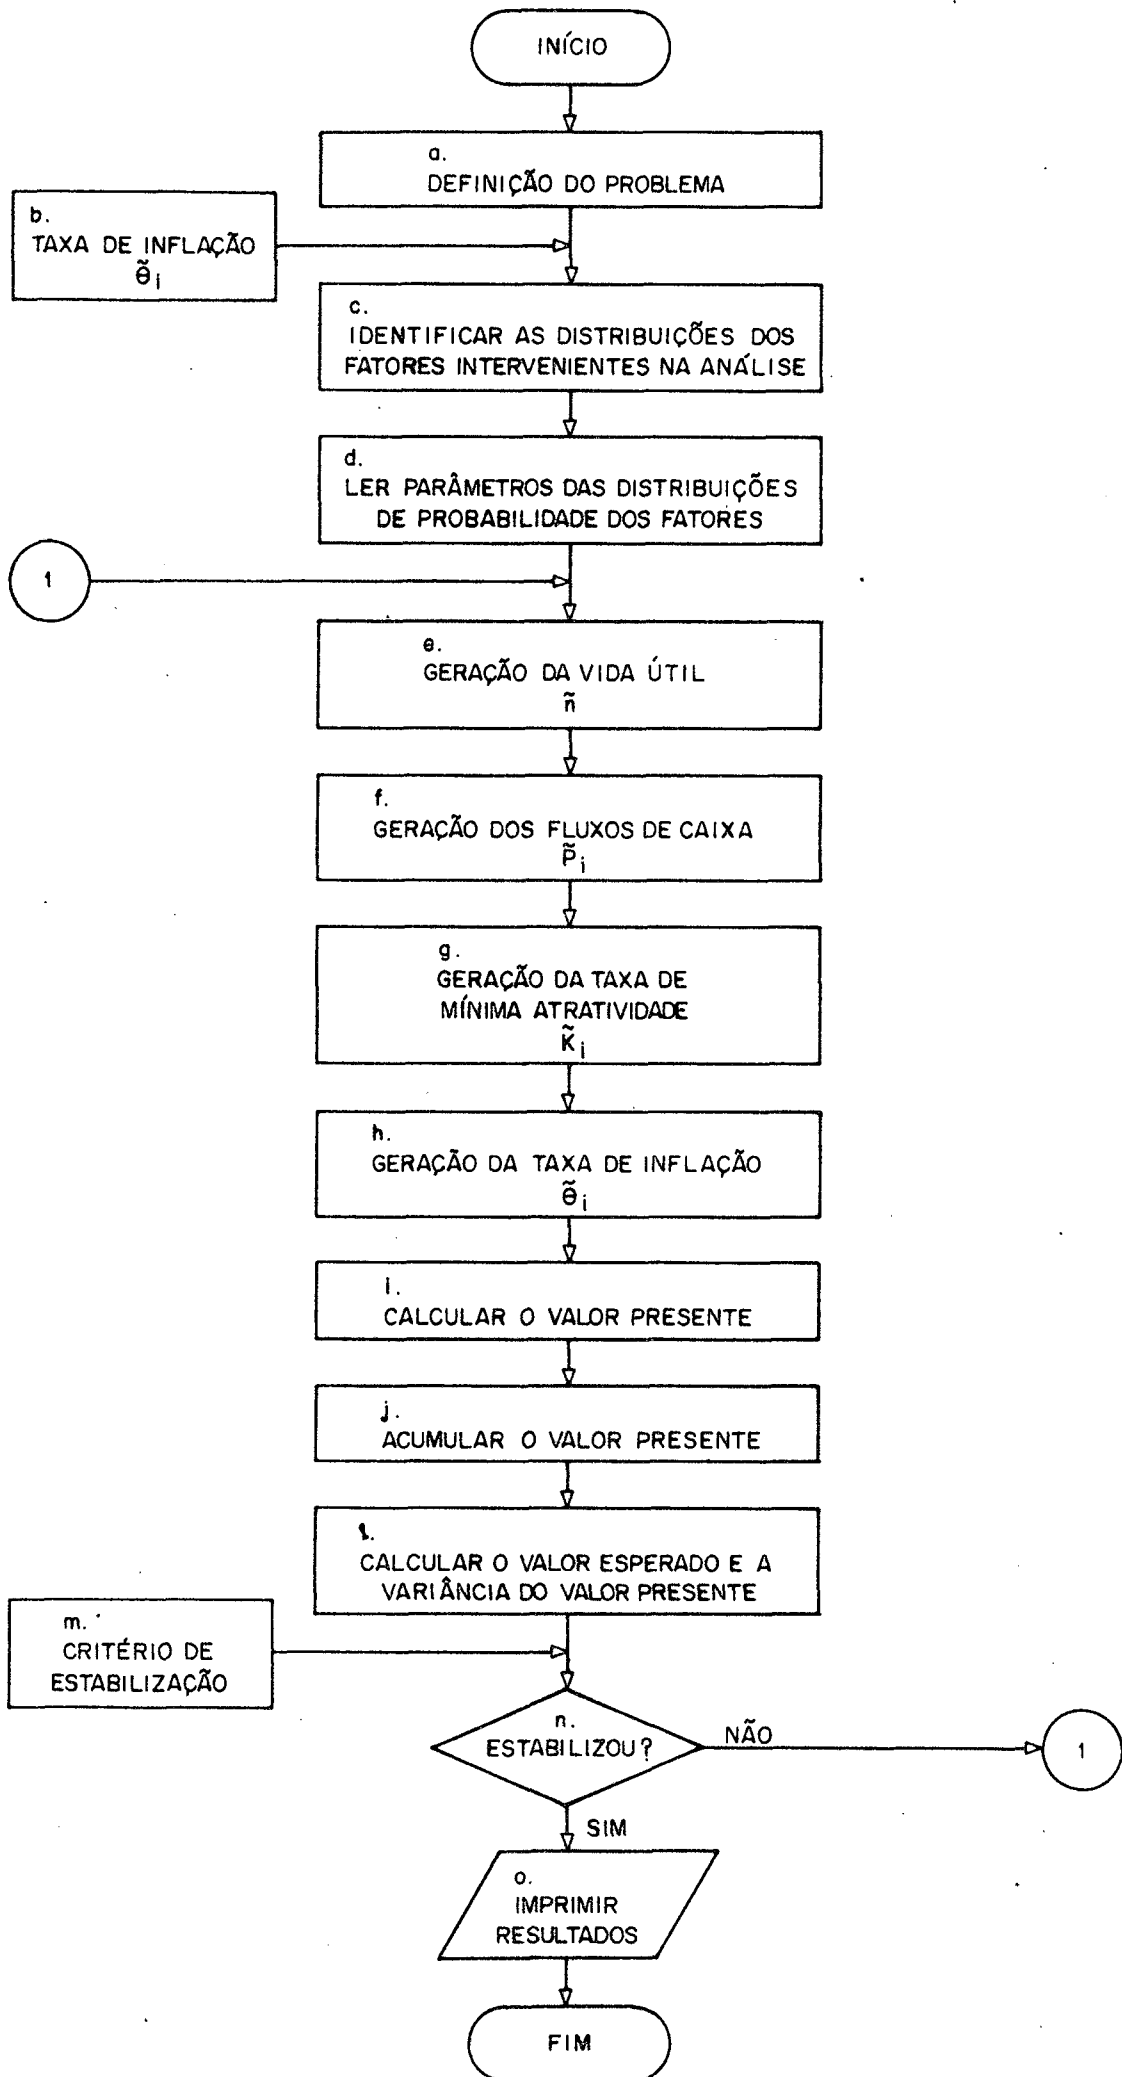 INÍCIO
a.
DEFINIÇÃO DO PROBLEMA
b.
TAXA DE INFLAÇÃO
θ̃i
c.
IDENTIFICAR AS DISTRIBUIÇÕES DOS
FATORES INTERVENIENTES NA ANÁLISE
d.
LER PARÂMETROS DAS DISTRIBUIÇÕES
DE PROBABILIDADE DOS FATORES
1
e.
GERAÇÃO DA VIDA ÚTIL
ñ
f.
GERAÇÃO DOS FLUXOS DE CAIXA
P̃i
g.
GERAÇÃO DA TAXA DE
MÍNIMA ATRATIVIDADE
K̃i
h.
GERAÇÃO DA TAXA DE INFLAÇÃO
θ̃i
i.
CALCULAR O VALOR PRESENTE
j.
ACUMULAR O VALOR PRESENTE
l.
CALCULAR O VALOR ESPERADO E A
VARIÂNCIA DO VALOR PRESENTE
m.
CRITÉRIO DE
ESTABILIZAÇÃO
n.
ESTABILIZOU?
NÃO
1
SIM
o.
IMPRIMIR
RESULTADOS
FIM